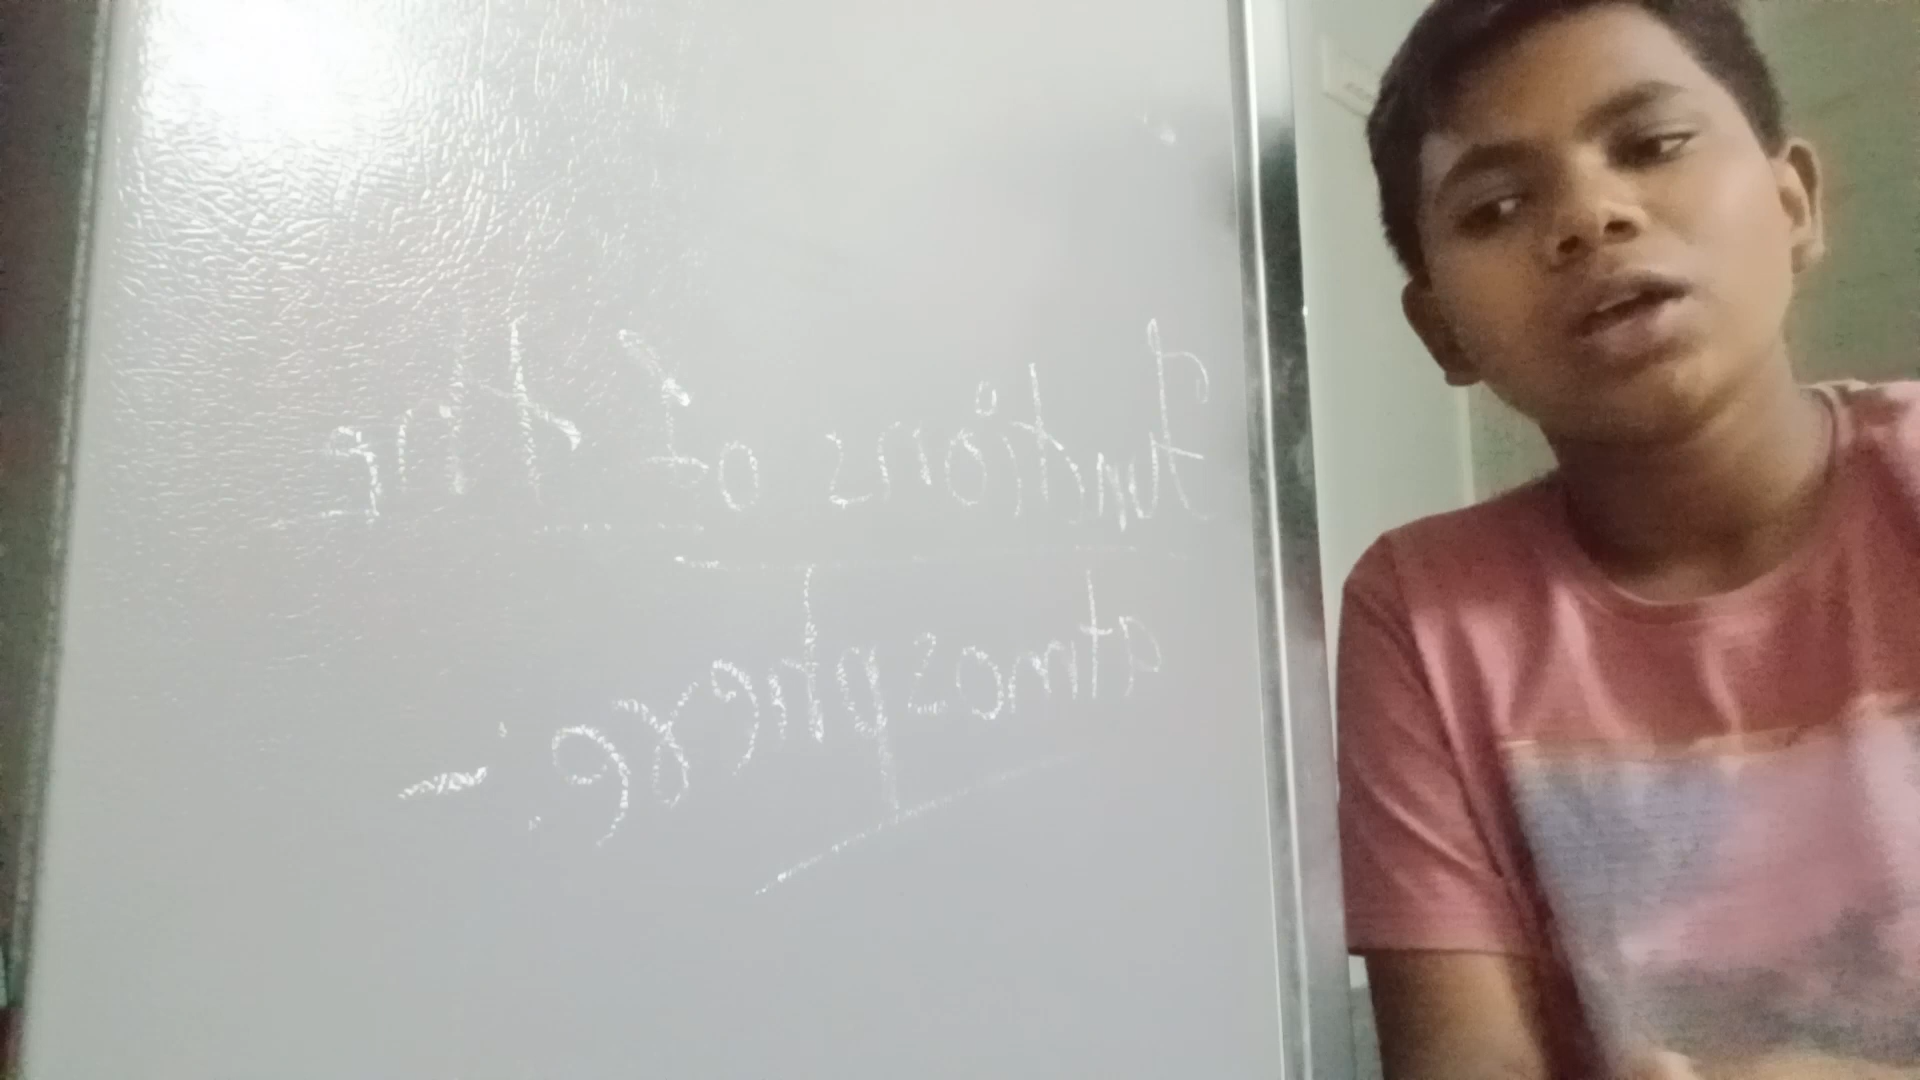 Functions of the
atmosphere :-